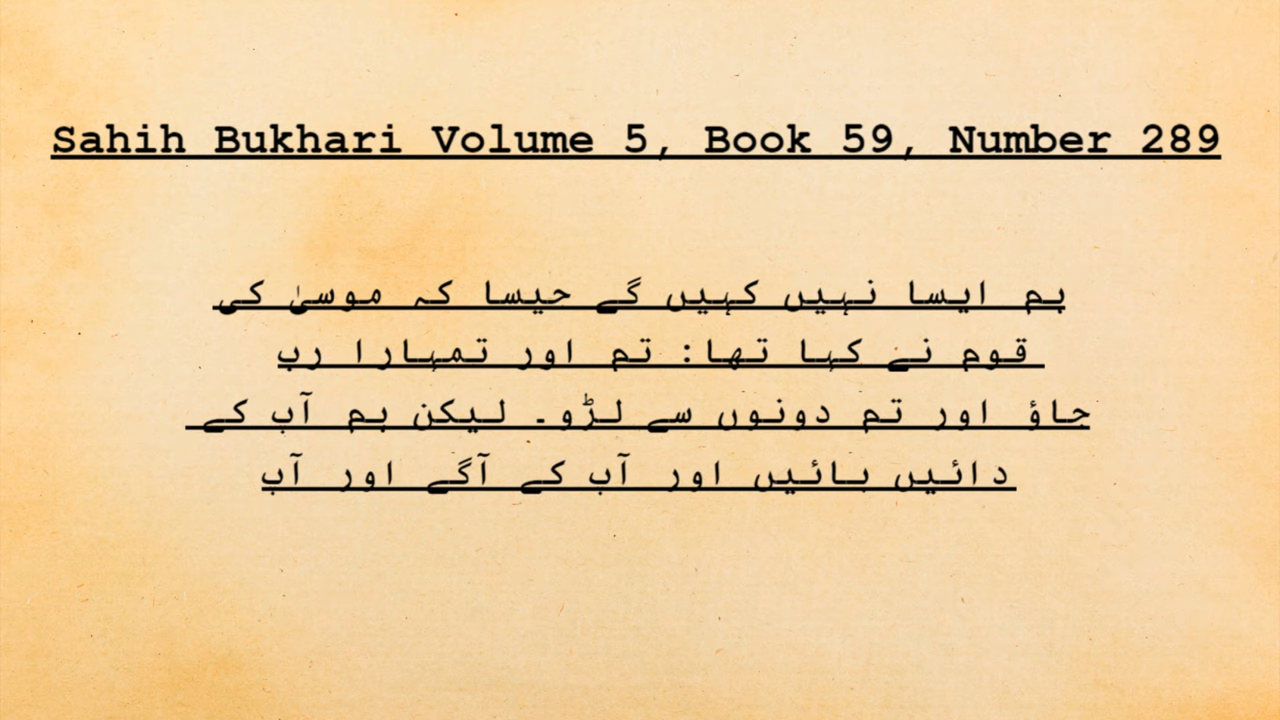 Sahih Bukhari Volume 5, Book 59, Number 289
ہم ایسا نہیں کہیں گے جیسا کہ موسیٰ کی
قوم نے کہا تھا: تم اور تمہارا رب
جاؤ اور تم دونوں سے لڑو۔ لیکن ہم آپ کے
دائیں بائیں اور آپ کے آگے اور آپ